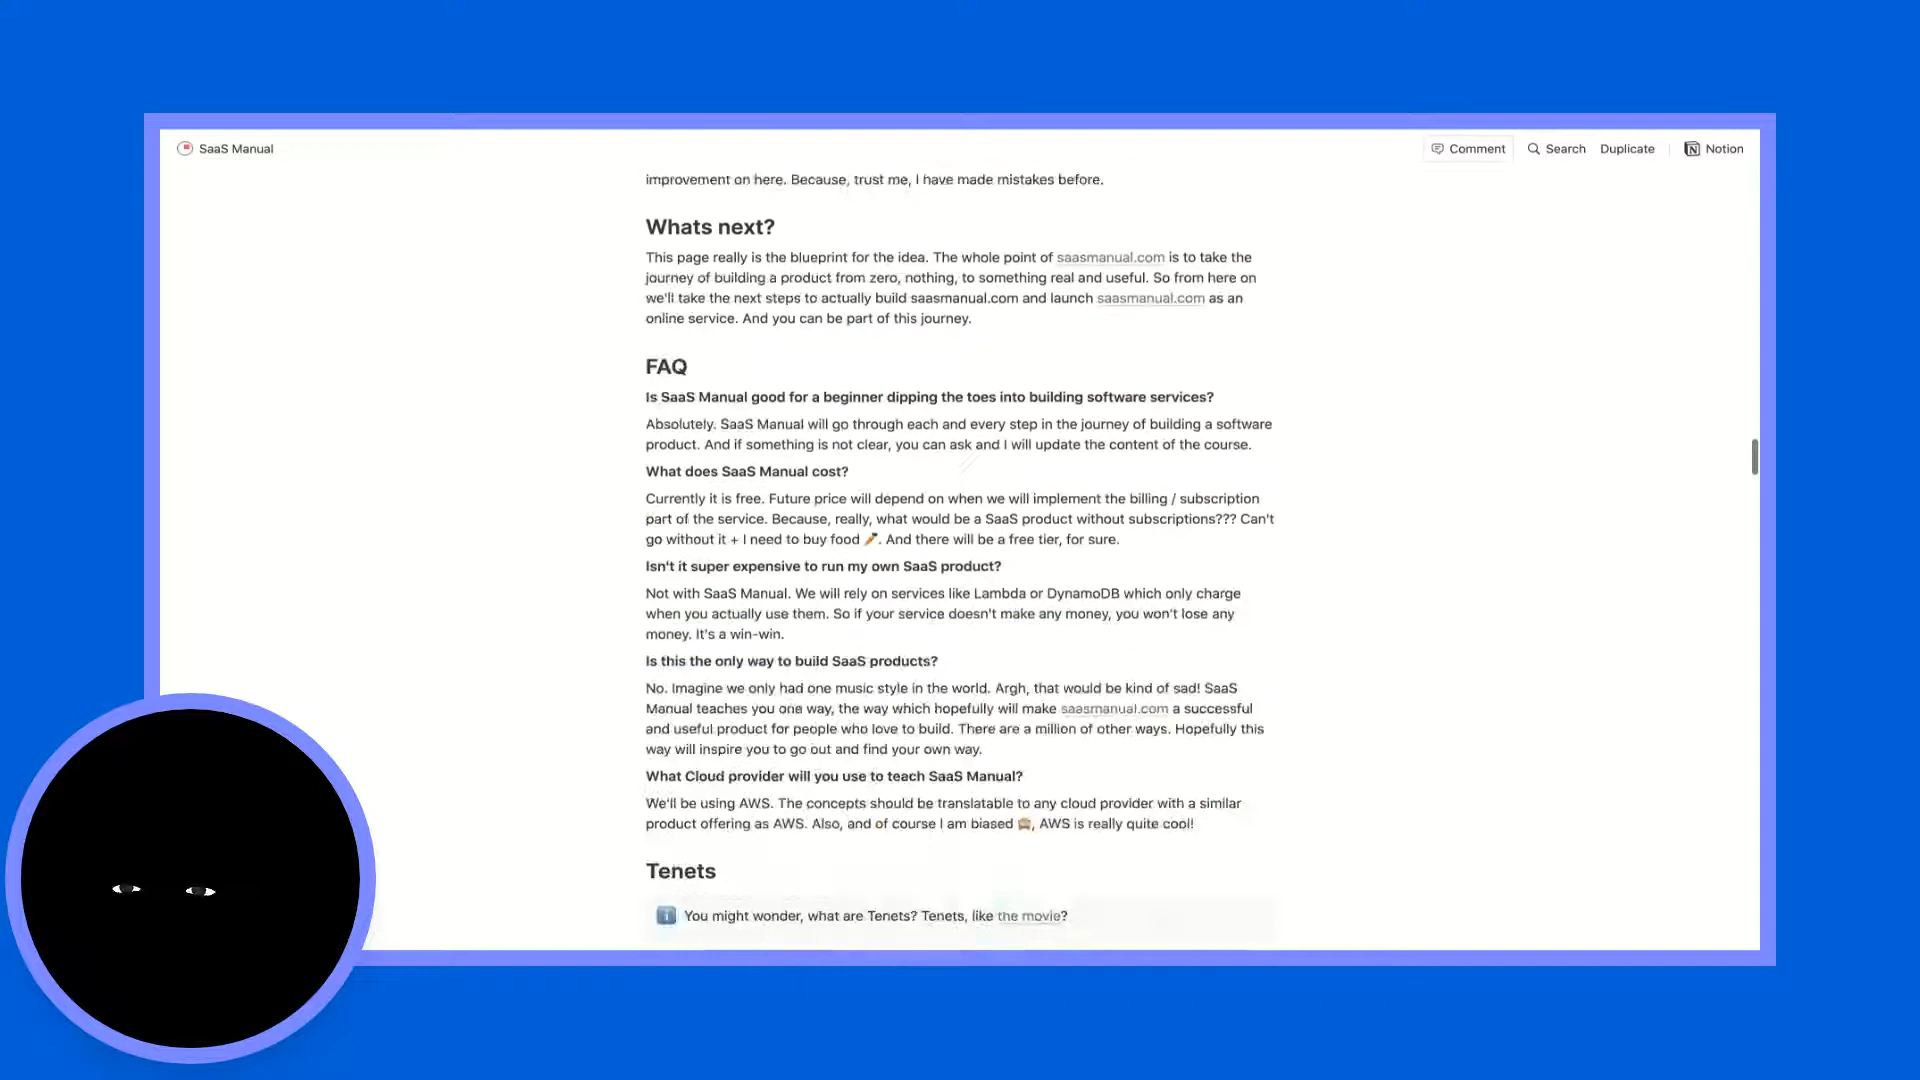 SaaS Manual
Comment Search Duplicate Notion
improvement on here. Because, trust me, I have made mistakes before.
Whats next?
This page really is the blueprint for the idea. The whole point of saasmanual.com is to take the
journey of building a product from zero, nothing, to something real and useful. So from here on
we'll take the next steps to actually build saasmanual.com and launch saasmanual.com as an
online service. And you can be part of this journey.
FAQ
Is SaaS Manual good for a beginner dipping the toes into building software services?
Absolutely. SaaS Manual will go through each and every step in the journey of building a software
product. And if something is not clear, you can ask and I will update the content of the course.
What does SaaS Manual cost?
Currently it is free. Future price will depend on when we will implement the billing / subscription
part of the service. Because, really, what would be a SaaS product without subscriptions??? Can't
go without it + I need to buy food 🥕. And there will be a free tier, for sure.
Isn't it super expensive to run my own SaaS product?
Not with SaaS Manual. We will rely on services like Lambda or DynamoDB which only charge
when you actually use them. So if your service doesn't make any money, you won't lose any
money. It's a win-win.
Is this the only way to build SaaS products?
No. Imagine we only had one music style in the world. Argh, that would be kind of sad! SaaS
Manual teaches you one way, the way which hopefully will make saasmanual.com a successful
and useful product for people who love to build. There are a million of other ways. Hopefully this
way will inspire you to go out and find your own way.
What Cloud provider will you use to teach SaaS Manual?
We'll be using AWS. The concepts should be translatable to any cloud provider with a similar
product offering as AWS. Also, and of course I am biased 🙈, AWS is really quite cool!
Tenets
You might wonder, what are Tenets? Tenets, like the movie?